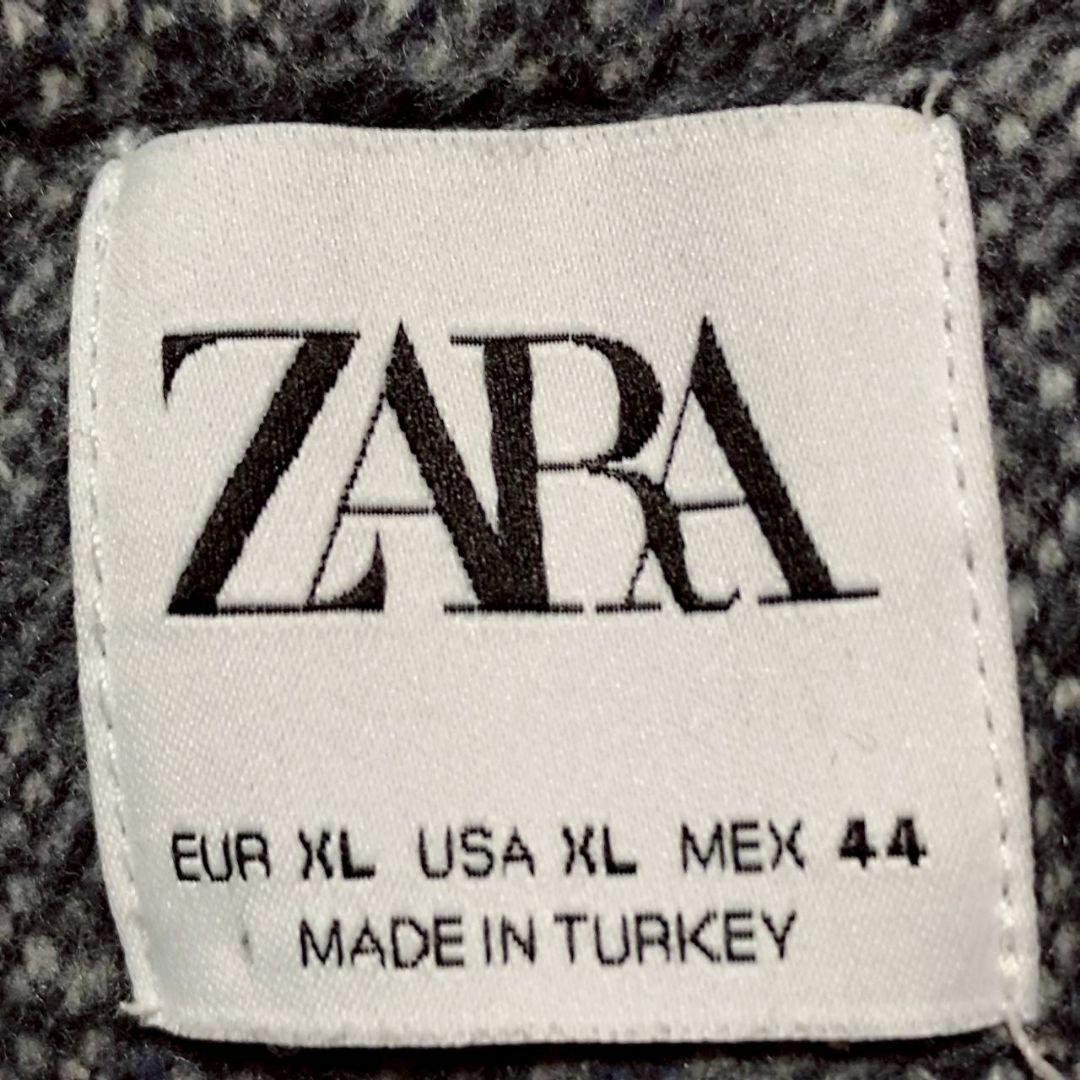 ZARA
EUR XL USA XL MEX 44
MADE IN TURKEY